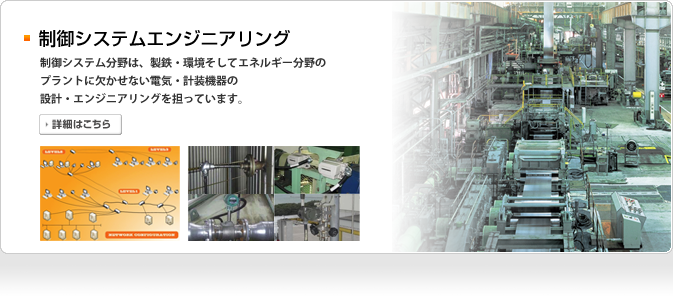 制御システムエンジニアリング
制御システム分野は、製鉄・環境そしてエネルギー分野の
プラントに欠かせない電気・計装機器の
設計・エンジニアリングを担っています。
詳細はこちら
NETWORK CONFIGURATION